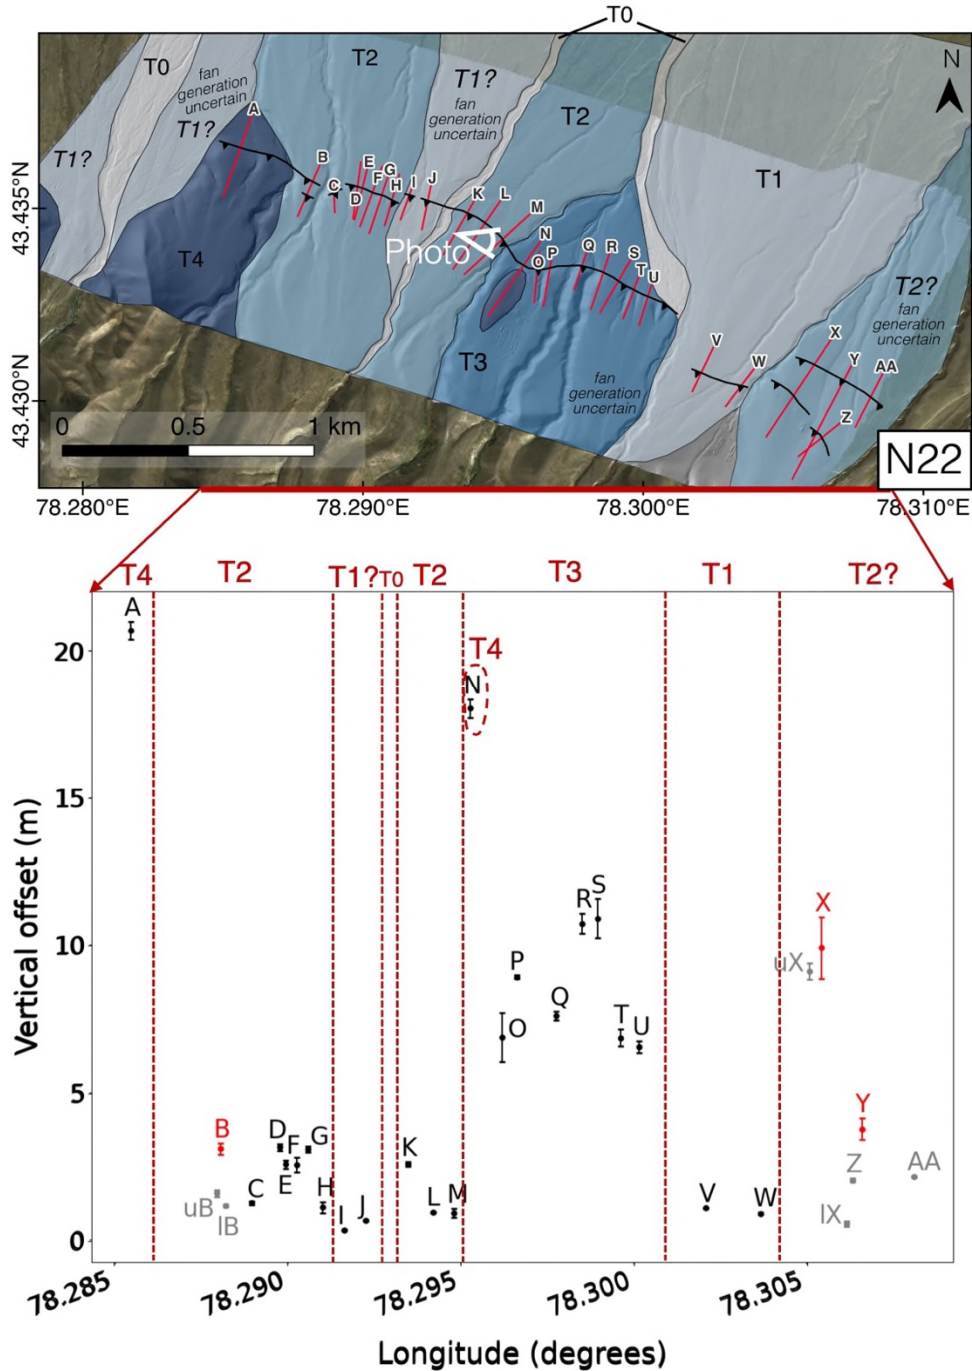 T0
T0
T2
T1?
fan
generation
uncertain
A
T1?
T1?
fan
generation
uncertain
T2
T1
N
B
C
D
E
F
G
H
I
J
K
L
M
N
O
P
Q
R
S
T
U
Photo
T4
T3
fan
generation
uncertain
T2?
fan
generation
uncertain
V
W
X
Y
AA
Z
43.435°N
43.430°N
0 0.5 1 km
N22
78.280°E 78.290°E 78.300°E 78.310°E
T4 T2 T1? T0 T2 T3 T1 T2?
A
T4
N
B
uB
lB
C
D
E
F
G
H
I
J
K
L
M
O
P
Q
R
S
T
U
V
W
X
uX
Y
Z
lX
AA
20
15
10
5
0
Vertical offset (m)
78.285 78.290 78.295 78.300 78.305
Longitude (degrees)